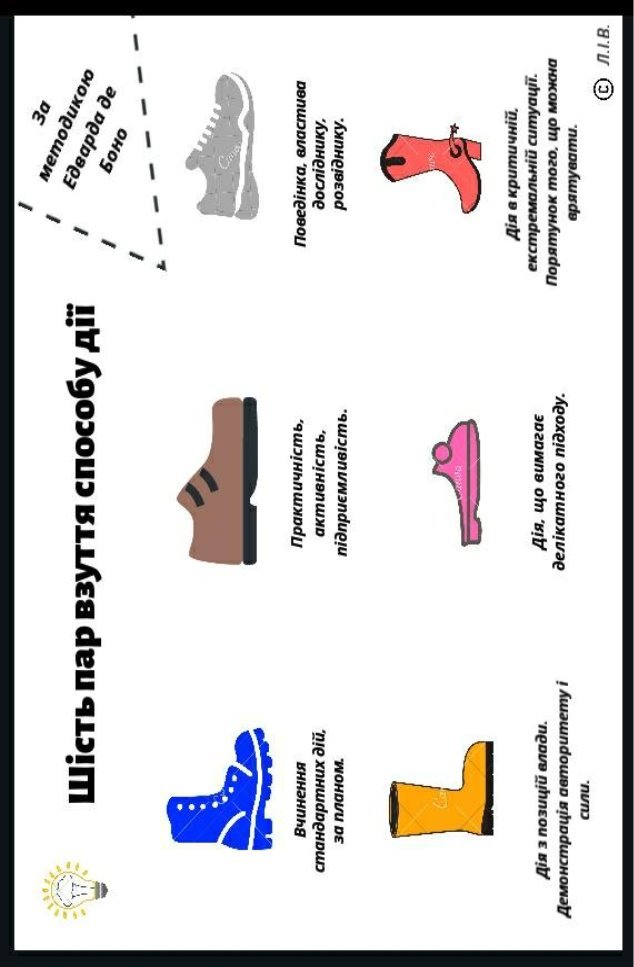 Шість пар взуття способу дії
За
методикою
Едварда де
Боно
Вчинення
стандартних дій,
за планом.
Практичність,
активність,
підприємливість.
Поведінка, властива
досліднику,
розвіднику.
Дія з позицій влади.
Демонстрація авторитету і
сили.
Дія, що вимагає
делікатного підходу.
Дія в критичній,
екстремальній ситуації.
Порятунок того, що можна
врятувати.
© Л.І.В.